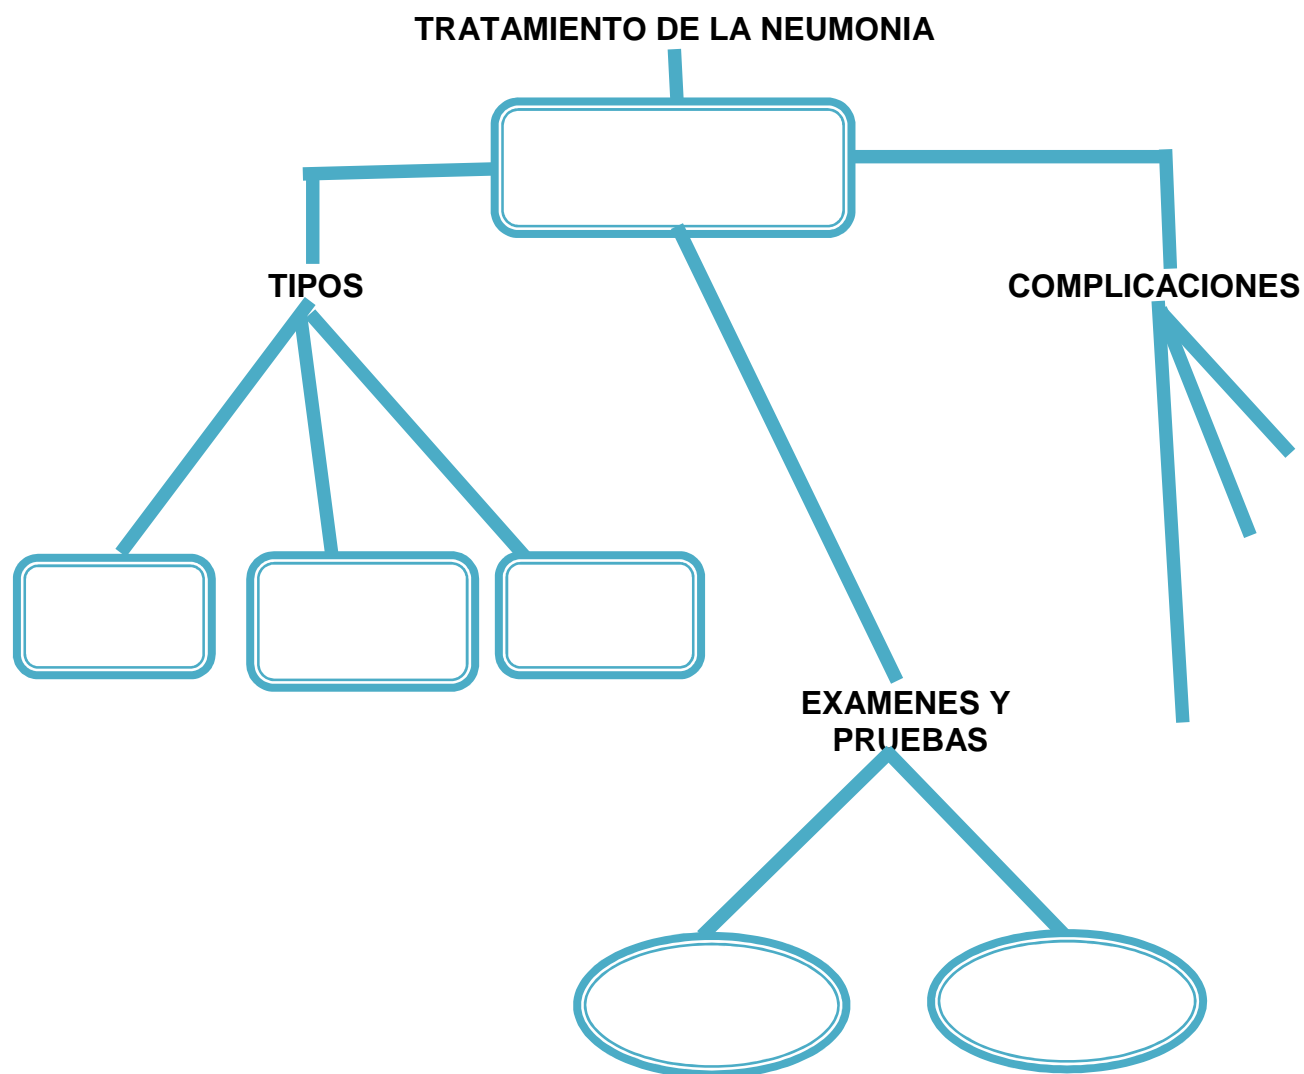 TRATAMIENTO DE LA NEUMONIA
TIPOS
COMPLICACIONES
EXAMENES Y
PRUEBAS